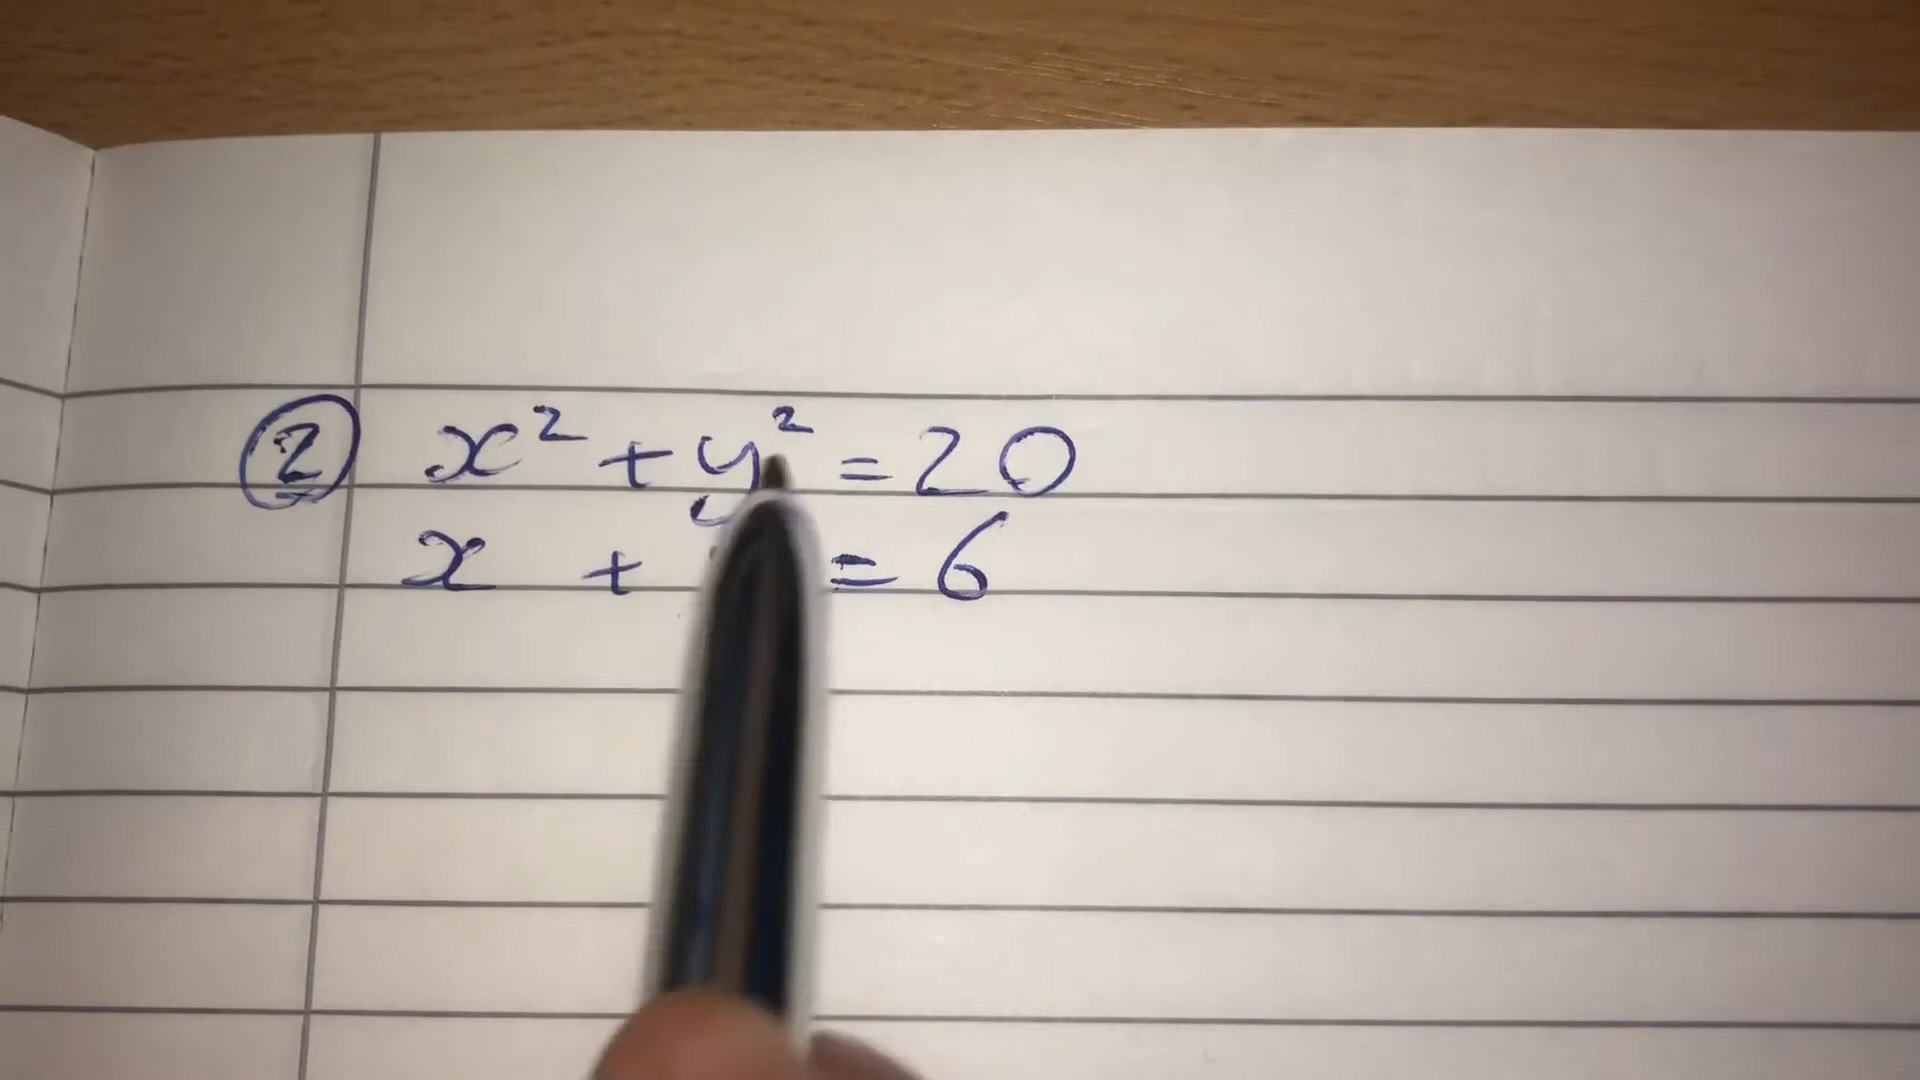 ② x² + y² = 20
x + = 6